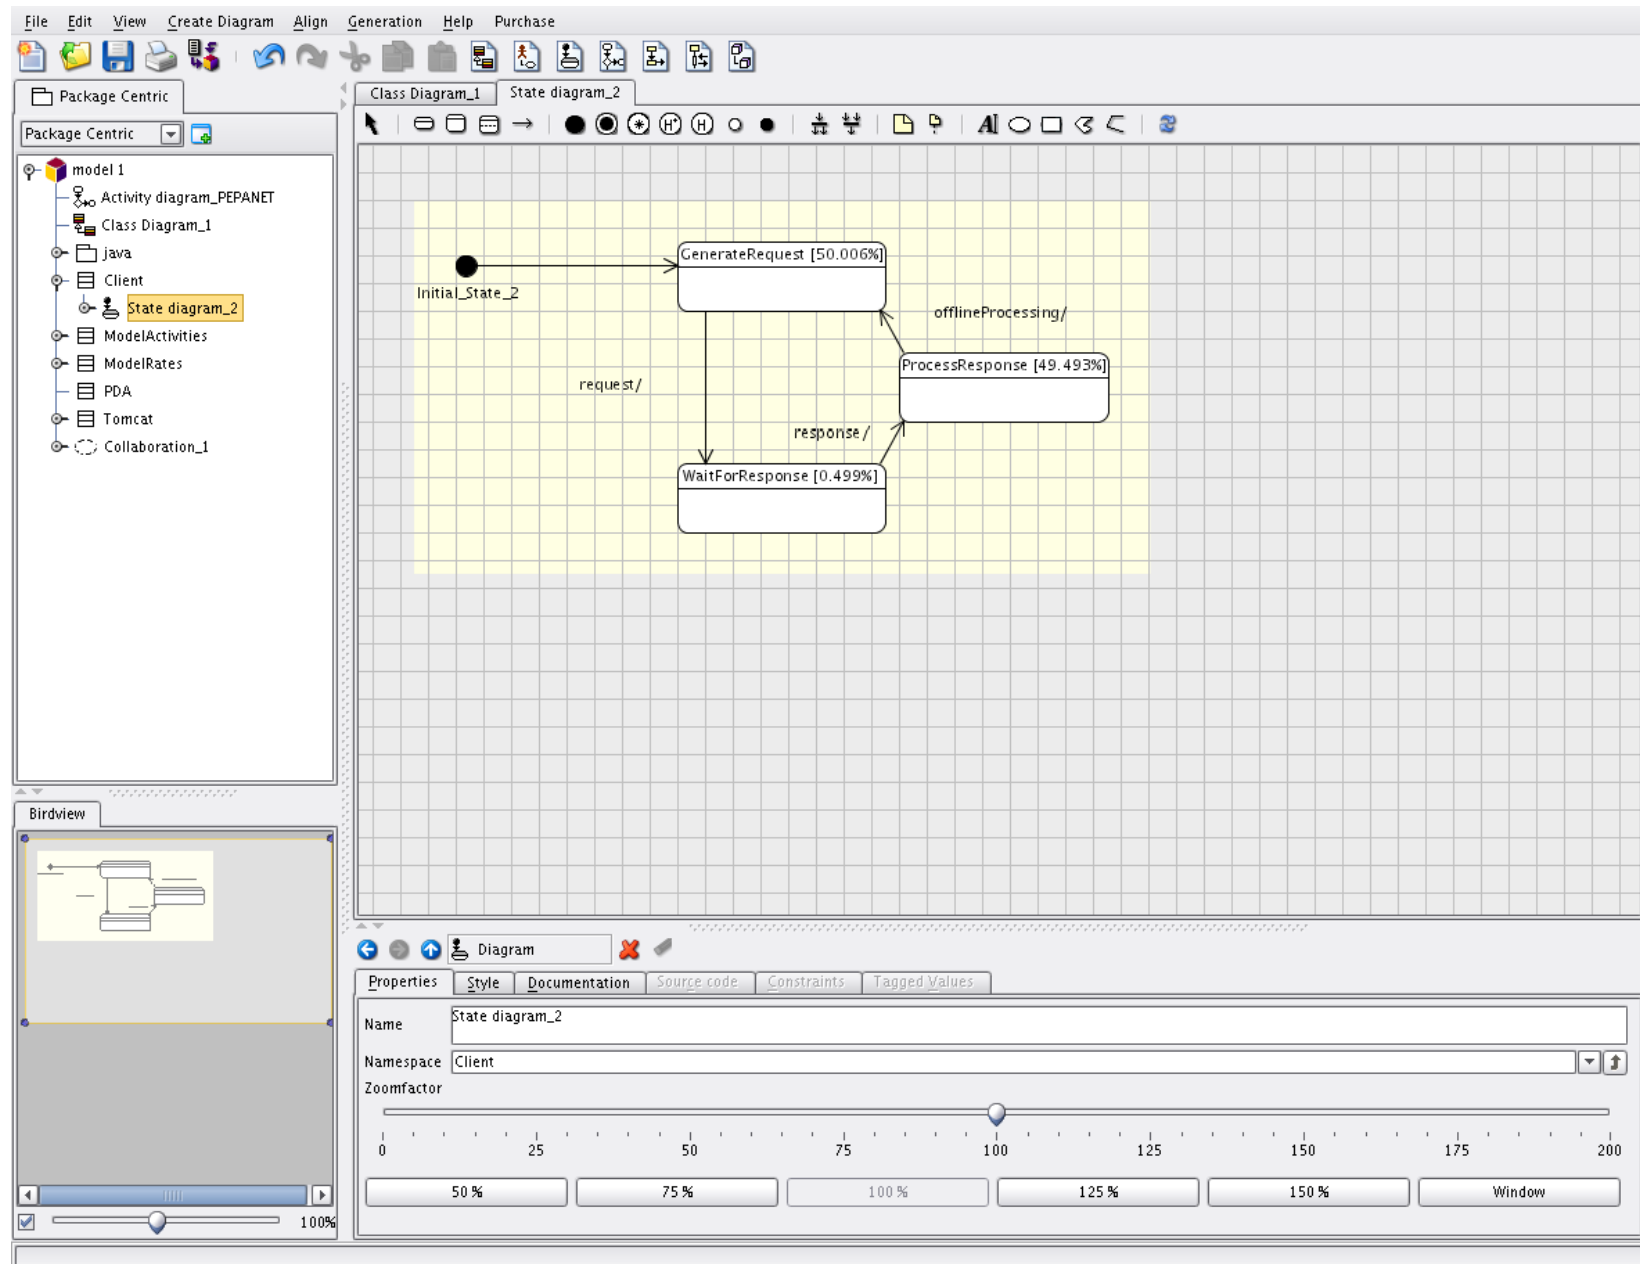 File Edit View Create Diagram Align Generation Help Purchase
Package Centric
Package Centric
model 1
Activity diagram_PEPANET
Class Diagram_1
java
Client
State diagram_2
ModelActivities
ModelRates
PDA
Tomcat
Collaboration_1
Birdview
100%
Class Diagram_1 State diagram_2
H* H
A
Initial_State_2
GenerateRequest [50.006%]
offlineProcessing/
ProcessResponse [49.493%]
request/
response/
WaitForResponse [0.499%]
Diagram
Properties Style Documentation Source code Constraints Tagged Values
Name State diagram_2
Namespace Client
Zoomfactor
0 25 50 75 100 125 150 175 200
50 % 75 % 100 % 125 % 150 % Window